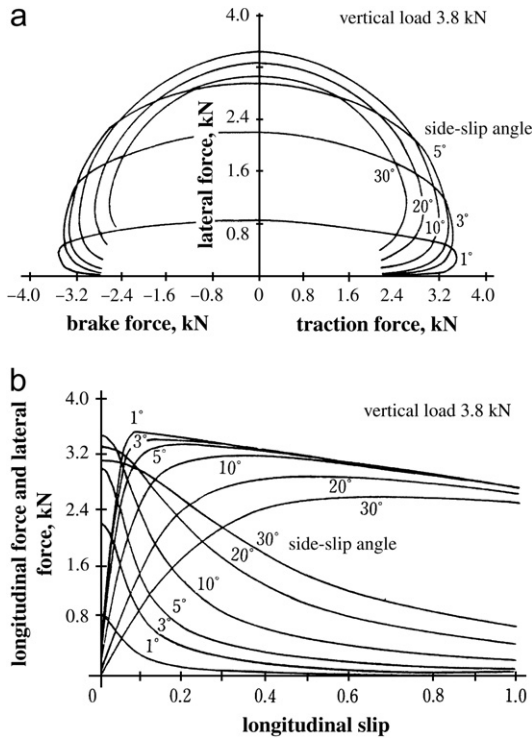 a
4.0
vertical load 3.8 kN
lateral force, kN
2.4
1.6
0.8
side-slip angle
5°
30°
20°
10°
3°
1°
-4.0 -3.2 -2.4 -1.6 -0.8 0 1.6 2.4 3.2 4.0
brake force, kN traction force, kN
b
4.0
3.2
2.4
1.6
0.8
longitudinal force and lateral
force, kN
vertical load 3.8 kN
1°
3°
5°
10°
20°
30°
side-slip angle
30°
20°
10°
5°
3°
1°
0 0.2 0.4 0.6 0.8 1.0
longitudinal slip